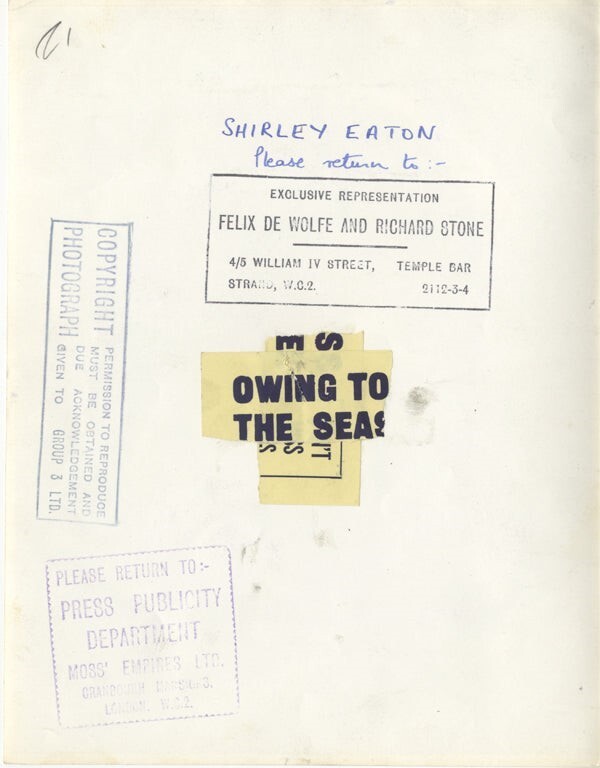 SHIRLEY EATON
Please return to:-
EXCLUSIVE REPRESENTATION
FELIX DE WOLFE AND RICHARD STONE
4/5 WILLIAM IV STREET, TEMPLE BAR
STRAND, W.C.2. 2112-3-4
COPYRIGHT
PHOTOGRAPH
PERMISSION TO REPRODUCE
MUST BE OBTAINED AND
DUE ACKNOWLEDGEMENT
GIVEN TO GROUP 3 LTD.
OWING TO
THE SEAS
PLEASE RETURN TO:-
PRESS PUBLICITY
DEPARTMENT
MOSS' EMPIRES LTD.
LONDON. W.C.2.